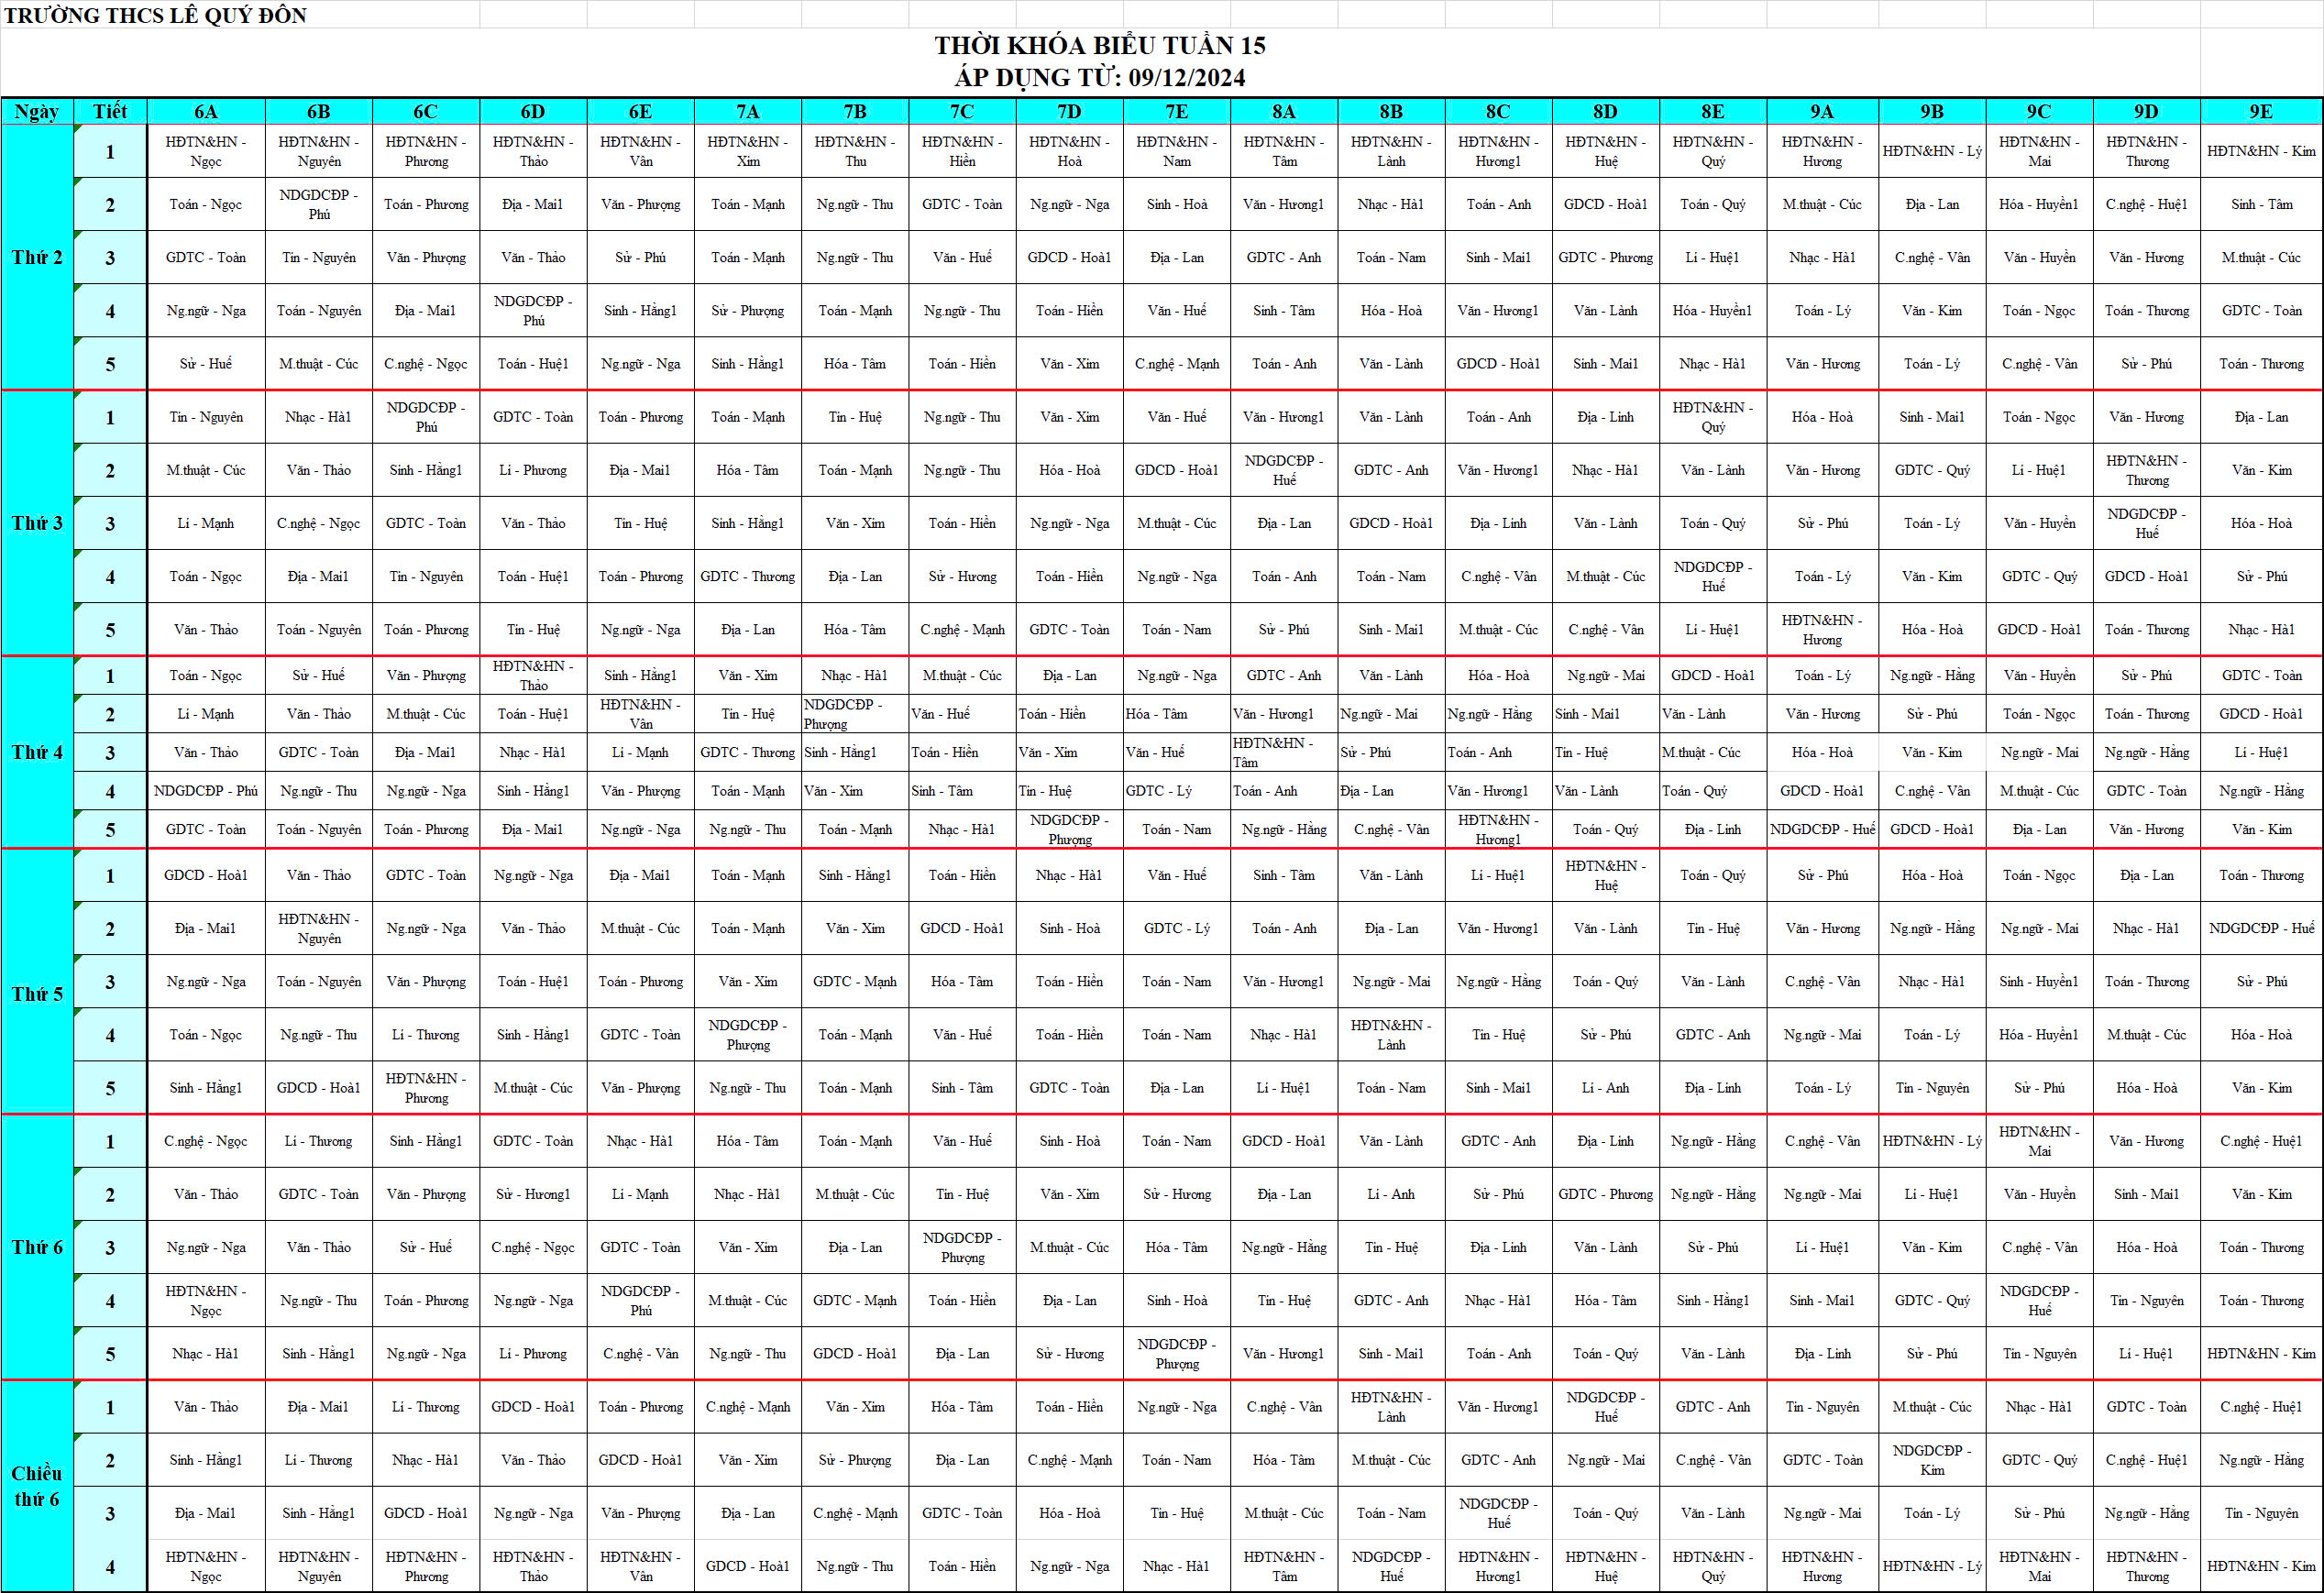 TRƯỜNG THCS LÊ QUÝ ĐÔN
THỜI KHÓA BIỂU TUẦN 15
ÁP DỤNG TỪ: 09/12/2024
Ngày Tiết 6A 6B 6C 6D 6E 7A 7B 7C 7D 7E 8A 8B 8C 8D 8E 9A 9B 9C 9D 9E
Thứ 2
1 HĐTN&HN - Ngọc HĐTN&HN - Nguyên HĐTN&HN - Phương HĐTN&HN - Thảo HĐTN&HN - Vân HĐTN&HN - Xim HĐTN&HN - Thu HĐTN&HN - Hiền HĐTN&HN - Hoà HĐTN&HN - Nam HĐTN&HN - Tâm HĐTN&HN - Lành HĐTN&HN - Hương1 HĐTN&HN - Huệ HĐTN&HN - Quý HĐTN&HN - Hương HĐTN&HN - Lý HĐTN&HN - Mai HĐTN&HN - Thương HĐTN&HN - Kim
2 Toán - Ngọc NDGDCĐP - Phú Toán - Phương Địa - Mai1 Văn - Phượng Toán - Mạnh Ng.ngữ - Thu GDTC - Toàn Ng.ngữ - Nga Sinh - Hoà Văn - Hương1 Nhạc - Hà1 Toán - Anh GDCD - Hoà1 Toán - Quý M.thuật - Cúc Địa - Lan Hóa - Huyền1 C.nghệ - Huệ1 Sinh - Tâm
3 GDTC - Toàn Tin - Nguyên Văn - Phượng Văn - Thảo Sử - Phú Toán - Mạnh Ng.ngữ - Thu Văn - Huế GDCD - Hoà1 Địa - Lan GDTC - Anh Toán - Nam Sinh - Mai1 GDTC - Phương Lí - Huệ1 Nhạc - Hà1 C.nghệ - Vân Văn - Huyền Văn - Hương M.thuật - Cúc
4 Ng.ngữ - Nga Toán - Nguyên Địa - Mai1 NDGDCĐP - Phú Sinh - Hằng1 Sử - Phượng Toán - Mạnh Ng.ngữ - Thu Toán - Hiền Văn - Huế Sinh - Tâm Hóa - Hoà Văn - Hương1 Văn - Lành Hóa - Huyền1 Toán - Lý Văn - Kim Toán - Ngọc Toán - Thương GDTC - Toàn
5 Sử - Huế M.thuật - Cúc C.nghệ - Ngọc Toán - Huệ1 Ng.ngữ - Nga Sinh - Hằng1 Hóa - Tâm Toán - Hiền Văn - Xim C.nghệ - Mạnh Toán - Anh Văn - Lành GDCD - Hoà1 Sinh - Mai1 Nhạc - Hà1 Văn - Hương Toán - Lý C.nghệ - Vân Sử - Phú Toán - Thương
Thứ 3
1 Tin - Nguyên Nhạc - Hà1 NDGDCĐP - Phú GDTC - Toàn Toán - Phương Toán - Mạnh Tin - Huệ Ng.ngữ - Thu Văn - Xim Văn - Huế Văn - Hương1 Văn - Lành Toán - Anh Địa - Linh HĐTN&HN - Quý Hóa - Hoà Sinh - Mai1 Toán - Ngọc Văn - Hương Địa - Lan
2 M.thuật - Cúc Văn - Thảo Sinh - Hằng1 Lí - Phương Địa - Mai1 Hóa - Tâm Toán - Mạnh Ng.ngữ - Thu Hóa - Hoà GDCD - Hoà1 NDGDCĐP - Huế GDTC - Anh Văn - Hương1 Nhạc - Hà1 Văn - Lành Văn - Hương GDTC - Quý Lí - Huệ1 HĐTN&HN - Thương Văn - Kim
3 Lí - Mạnh C.nghệ - Ngọc GDTC - Toàn Văn - Thảo Tin - Huệ Sinh - Hằng1 Văn - Xim Toán - Hiền Ng.ngữ - Nga M.thuật - Cúc Địa - Lan GDCD - Hoà1 Địa - Linh Văn - Lành Toán - Quý Sử - Phú Toán - Lý Văn - Huyền NDGDCĐP - Huế Hóa - Hoà
4 Toán - Ngọc Địa - Mai1 Tin - Nguyên Toán - Huệ1 Toán - Phương GDTC - Thương Địa - Lan Sử - Hương Toán - Hiền Ng.ngữ - Nga Toán - Anh Toán - Nam C.nghệ - Vân M.thuật - Cúc NDGDCĐP - Huế Toán - Lý Văn - Kim GDTC - Quý GDCD - Hoà1 Sử - Phú
5 Văn - Thảo Toán - Nguyên Toán - Phương Tin - Huệ Ng.ngữ - Nga Địa - Lan Hóa - Tâm C.nghệ - Mạnh GDTC - Toàn Toán - Nam Sử - Phú Sinh - Mai1 M.thuật - Cúc C.nghệ - Vân Lí - Huệ1 HĐTN&HN - Hương Hóa - Hoà GDCD - Hoà1 Toán - Thương Nhạc - Hà1
Thứ 4
1 Toán - Ngọc Sử - Huế Văn - Phượng HĐTN&HN - Thảo Sinh - Hằng1 Văn - Xim Nhạc - Hà1 M.thuật - Cúc Địa - Lan Ng.ngữ - Nga GDTC - Anh Văn - Lành Hóa - Hoà Ng.ngữ - Mai GDCD - Hoà1 Toán - Lý Ng.ngữ - Hằng Văn - Huyền Sử - Phú GDTC - Toàn
2 Lí - Mạnh Văn - Thảo M.thuật - Cúc Toán - Huệ1 HĐTN&HN - Vân Tin - Huệ NDGDCĐP - Phượng Văn - Huế Toán - Hiền Hóa - Tâm Văn - Hương1 Ng.ngữ - Mai Ng.ngữ - Hằng Sinh - Mai1 Văn - Lành Văn - Hương Sử - Phú Toán - Ngọc Toán - Thương GDCD - Hoà1
3 Văn - Thảo GDTC - Toàn Địa - Mai1 Nhạc - Hà1 Lí - Mạnh GDTC - Thương Sinh - Hằng1 Toán - Hiền Văn - Xim Văn - Huế HĐTN&HN - Tâm Sử - Phú Toán - Anh Tin - Huệ M.thuật - Cúc Hóa - Hoà Văn - Kim Ng.ngữ - Mai Ng.ngữ - Hằng Lí - Huệ1
4 NDGDCĐP - Phú Ng.ngữ - Thu Ng.ngữ - Nga Sinh - Hằng1 Văn - Phượng Toán - Mạnh Văn - Xim Sinh - Tâm Tin - Huệ GDTC - Lý Toán - Anh Địa - Lan Văn - Hương1 Văn - Lành Toán - Quý GDCD - Hoà1 C.nghệ - Vân M.thuật - Cúc GDTC - Toàn Ng.ngữ - Hằng
5 GDTC - Toàn Toán - Nguyên Toán - Phương Địa - Mai1 Ng.ngữ - Nga Ng.ngữ - Thu Toán - Mạnh Nhạc - Hà1 NDGDCĐP - Phượng Toán - Nam Ng.ngữ - Hằng C.nghệ - Vân HĐTN&HN - Hương1 Toán - Quý Địa - Linh NDGDCĐP - Huế GDCD - Hoà1 Địa - Lan Văn - Hương Văn - Kim
Thứ 5
1 GDCD - Hoà1 Văn - Thảo GDTC - Toàn Ng.ngữ - Nga Địa - Mai1 Toán - Mạnh Sinh - Hằng1 Toán - Hiền Nhạc - Hà1 Văn - Huế Sinh - Tâm Văn - Lành Lí - Huệ1 HĐTN&HN - Huệ Toán - Quý Sử - Phú Hóa - Hoà Toán - Ngọc Địa - Lan Toán - Thương
2 Địa - Mai1 HĐTN&HN - Nguyên Ng.ngữ - Nga Văn - Thảo M.thuật - Cúc Toán - Mạnh Văn - Xim GDCD - Hoà1 Sinh - Hoà GDTC - Lý Toán - Anh Địa - Lan Văn - Hương1 Văn - Lành Tin - Huệ Văn - Hương Ng.ngữ - Hằng Ng.ngữ - Mai Nhạc - Hà1 NDGDCĐP - Huế
3 Ng.ngữ - Nga Toán - Nguyên Văn - Phượng Toán - Huệ1 Toán - Phương Văn - Xim GDTC - Mạnh Hóa - Tâm Toán - Hiền Toán - Nam Văn - Hương1 Ng.ngữ - Mai Ng.ngữ - Hằng Toán - Quý Văn - Lành C.nghệ - Vân Nhạc - Hà1 Sinh - Huyền1 Toán - Thương Sử - Phú
4 Toán - Ngọc Ng.ngữ - Thu Lí - Thương Sinh - Hằng1 GDTC - Toàn NDGDCĐP - Phượng Toán - Mạnh Văn - Huế Toán - Hiền Toán - Nam Nhạc - Hà1 HĐTN&HN - Lành Tin - Huệ Sử - Phú GDTC - Anh Ng.ngữ - Mai Toán - Lý Hóa - Huyền1 M.thuật - Cúc Hóa - Hoà
5 Sinh - Hằng1 GDCD - Hoà1 HĐTN&HN - Phương M.thuật - Cúc Văn - Phượng Ng.ngữ - Thu Toán - Mạnh Sinh - Tâm GDTC - Toàn Địa - Lan Lí - Huệ1 Toán - Nam Sinh - Mai1 Lí - Anh Địa - Linh Toán - Lý Tin - Nguyên Sử - Phú Hóa - Hoà Văn - Kim
Thứ 6
1 C.nghệ - Ngọc Lí - Thương Sinh - Hằng1 GDTC - Toàn Nhạc - Hà1 Hóa - Tâm Toán - Mạnh Văn - Huế Sinh - Hoà Toán - Nam GDCD - Hoà1 Văn - Lành GDTC - Anh Địa - Linh Ng.ngữ - Hằng C.nghệ - Vân HĐTN&HN - Lý HĐTN&HN - Mai Văn - Hương C.nghệ - Huệ1
2 Văn - Thảo GDTC - Toàn Văn - Phượng Sử - Hương1 Lí - Mạnh Nhạc - Hà1 M.thuật - Cúc Tin - Huệ Văn - Xim Sử - Hương Địa - Lan Lí - Anh Sử - Phú GDTC - Phương Ng.ngữ - Hằng Ng.ngữ - Mai Lí - Huệ1 Văn - Huyền Sinh - Mai1 Văn - Kim
3 Ng.ngữ - Nga Văn - Thảo Sử - Huế C.nghệ - Ngọc GDTC - Toàn Văn - Xim Địa - Lan NDGDCĐP - Phượng M.thuật - Cúc Hóa - Tâm Ng.ngữ - Hằng Tin - Huệ Địa - Linh Văn - Lành Sử - Phú Lí - Huệ1 Văn - Kim C.nghệ - Vân Hóa - Hoà Toán - Thương
4 HĐTN&HN - Ngọc Ng.ngữ - Thu Toán - Phương Ng.ngữ - Nga NDGDCĐP - Phú M.thuật - Cúc GDTC - Mạnh Toán - Hiền Địa - Lan Sinh - Hoà Tin - Huệ GDTC - Anh Nhạc - Hà1 Hóa - Tâm Sinh - Hằng1 Sinh - Mai1 GDTC - Quý NDGDCĐP - Huế Tin - Nguyên Toán - Thương
5 Nhạc - Hà1 Sinh - Hằng1 Ng.ngữ - Nga Lí - Phương C.nghệ - Vân Ng.ngữ - Thu GDCD - Hoà1 Địa - Lan Sử - Hương NDGDCĐP - Phượng Văn - Hương1 Sinh - Mai1 Toán - Anh Toán - Quý Văn - Lành Địa - Linh Sử - Phú Tin - Nguyên Lí - Huệ1 HĐTN&HN - Kim
Chiều thứ 6
1 Văn - Thảo Địa - Mai1 Lí - Thương GDCD - Hoà1 Toán - Phương C.nghệ - Mạnh Văn - Xim Hóa - Tâm Toán - Hiền Ng.ngữ - Nga C.nghệ - Vân HĐTN&HN - Lành Văn - Hương1 NDGDCĐP - Huế GDTC - Anh Tin - Nguyên M.thuật - Cúc Nhạc - Hà1 GDTC - Toàn C.nghệ - Huệ1
2 Sinh - Hằng1 Lí - Thương Nhạc - Hà1 Văn - Thảo GDCD - Hoà1 Văn - Xim Sử - Phượng Địa - Lan C.nghệ - Mạnh Toán - Nam Hóa - Tâm M.thuật - Cúc GDTC - Anh Ng.ngữ - Mai C.nghệ - Vân GDTC - Toàn NDGDCĐP - Kim GDTC - Quý C.nghệ - Huệ1 Ng.ngữ - Hằng
3 Địa - Mai1 Sinh - Hằng1 GDCD - Hoà1 Ng.ngữ - Nga Văn - Phượng Địa - Lan C.nghệ - Mạnh GDTC - Toàn Hóa - Hoà Tin - Huệ M.thuật - Cúc Toán - Nam NDGDCĐP - Huế Toán - Quý Văn - Lành Ng.ngữ - Mai Toán - Lý Sử - Phú Ng.ngữ - Hằng Tin - Nguyên
4 HĐTN&HN - Ngọc HĐTN&HN - Nguyên HĐTN&HN - Phương HĐTN&HN - Thảo HĐTN&HN - Vân GDCD - Hoà1 Ng.ngữ - Thu Toán - Hiền Ng.ngữ - Nga Nhạc - Hà1 HĐTN&HN - Tâm NDGDCĐP - Huế HĐTN&HN - Hương1 HĐTN&HN - Huệ HĐTN&HN - Quý HĐTN&HN - Hương HĐTN&HN - Lý HĐTN&HN - Mai HĐTN&HN - Thương HĐTN&HN - Kim